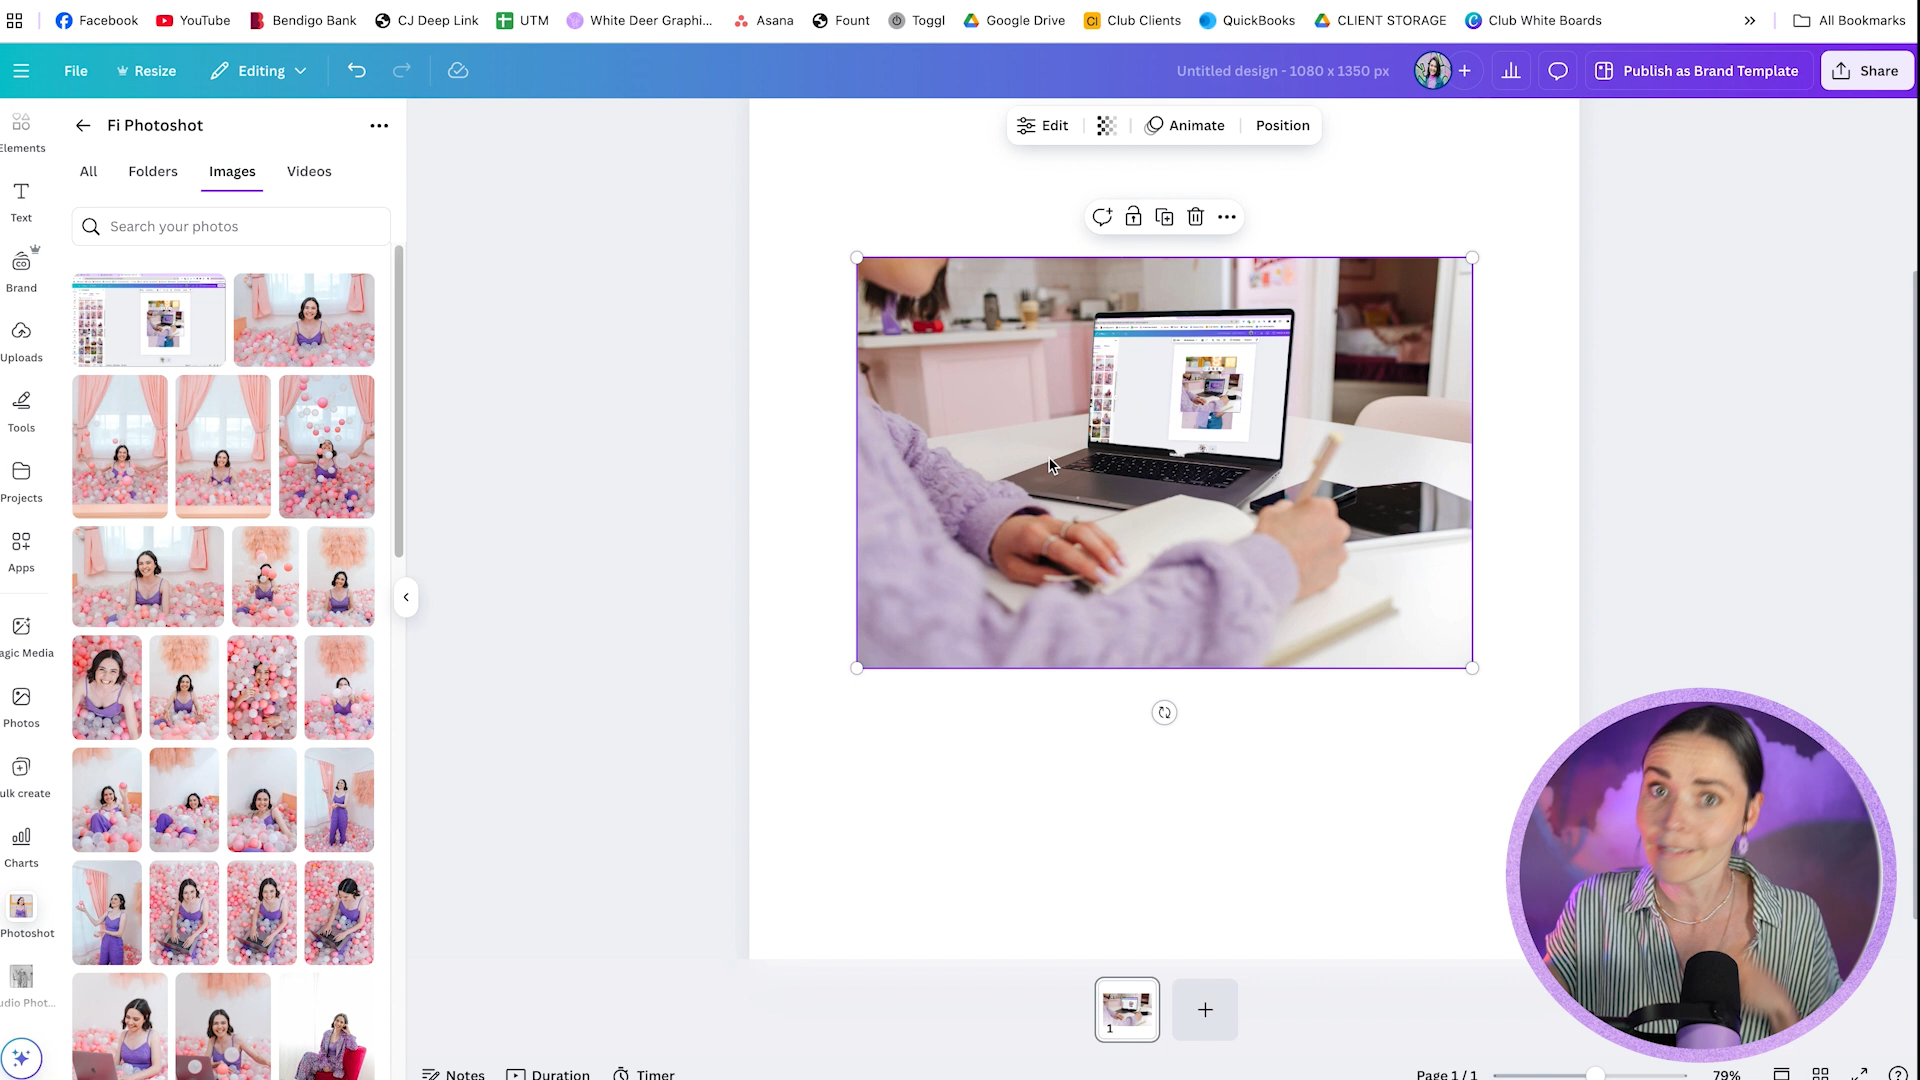 Facebook YouTube Bendigo Bank CJ Deep Link UTM White Deer Graphi... Asana Fount Toggl Google Drive Club Clients QuickBooks CLIENT STORAGE Club White Boards All Bookmarks
File Resize Editing Untitled design - 1080 x 1350 px Publish as Brand Template Share
Fi Photoshot
Edit Animate Position
Elements
All Folders Images Videos
Text
Search your photos
Brand
Uploads
Tools
Projects
Apps
agic Media
Photos
ulk create
Charts
Photoshot
udio Phot...
1
Notes Duration Timer Page 1 / 1 79%